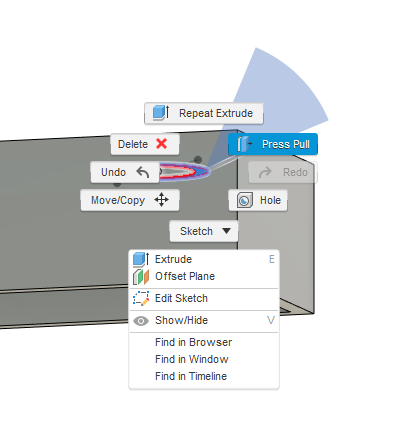 Repeat Extrude
Delete
Press Pull
Undo
Redo
Move/Copy
Hole
Sketch
Extrude E
Offset Plane
Edit Sketch
Show/Hide V
Find in Browser
Find in Window
Find in Timeline